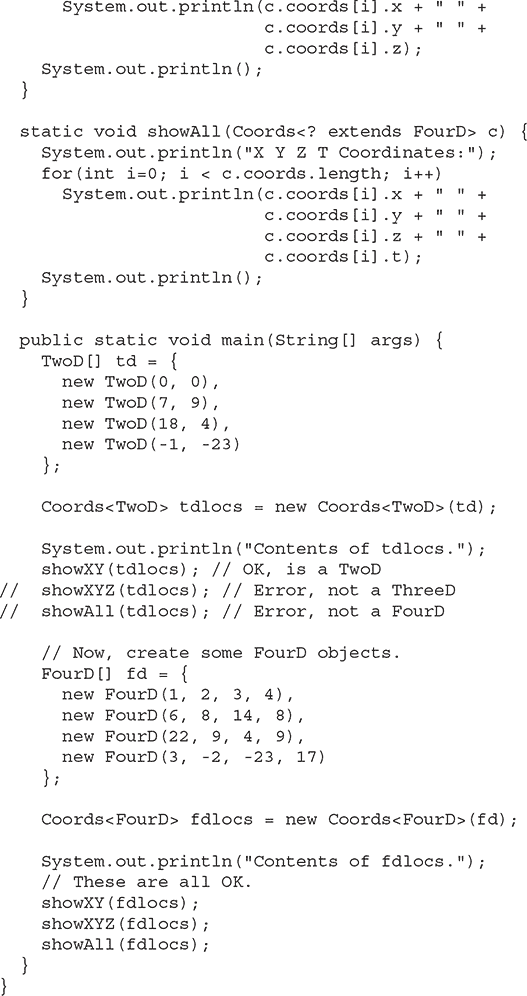 System.out.println(c.coords[i].x + " " +
                         c.coords[i].y + " " +
                         c.coords[i].z);
    System.out.println();
  }

  static void showAll(Coords<? extends FourD> c) {
    System.out.println("X Y Z T Coordinates:");
    for(int i=0; i < c.coords.length; i++)
      System.out.println(c.coords[i].x + " " +
                         c.coords[i].y + " " +
                         c.coords[i].z + " " +
                         c.coords[i].t);
    System.out.println();
  }

  public static void main(String[] args) {
    TwoD[] td = {
      new TwoD(0, 0),
      new TwoD(7, 9),
      new TwoD(18, 4),
      new TwoD(-1, -23)
    };

    Coords<TwoD> tdlocs = new Coords<TwoD>(td);

    System.out.println("Contents of tdlocs.");
    showXY(tdlocs); // OK, is a TwoD
//  showXYZ(tdlocs); // Error, not a ThreeD
//  showAll(tdlocs); // Error, not a FourD

    // Now, create some FourD objects.
    FourD[] fd = {
      new FourD(1, 2, 3, 4),
      new FourD(6, 8, 14, 8),
      new FourD(22, 9, 4, 9),
      new FourD(3, -2, -23, 17)
    };

    Coords<FourD> fdlocs = new Coords<FourD>(fd);

    System.out.println("Contents of fdlocs.");
    // These are all OK.
    showXY(fdlocs);
    showXYZ(fdlocs);
    showAll(fdlocs);
  }
}